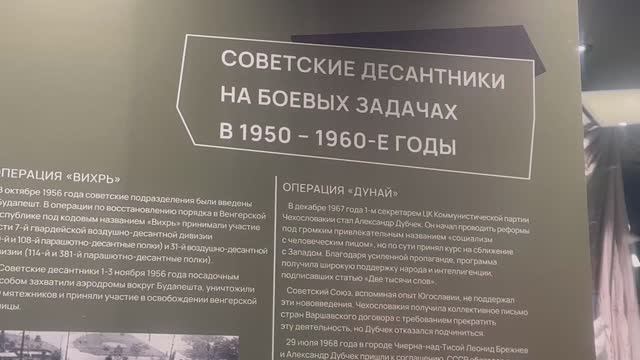 СОВЕТСКИЕ ДЕСАНТНИКИ
НА БОЕВЫХ ЗАДАЧАХ
В 1950 – 1960-Е ГОДЫ
ОПЕРАЦИЯ «ВИХРЬ»
В октябре 1956 года советские подразделения были введены
Будапешт. В операции по восстановлению порядка в Венгерской
еспублике под кодовым названием «Вихрь» принимали участие
сти 7-й гвардейской воздушно-десантной дивизии
-й и 108-й парашютно-десантные полки) и 31-й воздушно-десантной
визии (114-й и 381-й парашютно-десантные полки).
Советские десантники 1-3 ноября 1956 посадочным
особом захватили аэродромы вокруг Будапешта, уничтожили
мятежников и приняли участие в освобождении венгерской
ицы.
ОПЕРАЦИЯ «ДУНАЙ»
В декабре 1967 года 1-м секретарем ЦК Коммунистической партии
Чехословакии стал Александр Дубчек. Он начал проводить реформы
под громким привлекательным названием «социализм
с человеческим лицом», но по сути принял курс на сближение
с Западом. Благодаря усиленной пропаганде, программа
получила широкую поддержку народа и интеллигенции,
подписавших статью «Две тысячи слов».
Советский Союз, вспоминая опыт Югославии, не поддержал
эти нововведения. Чехословакия получила коллективное письмо
от стран Варшавского договора с требованием прекратить
эту деятельность, но Дубчек отказался подчиниться.
29 июля 1968 года в городе Чиерна-над-Тисой Леонид Брежнев
и Александр Дубчек пришли к соглашению. СССР